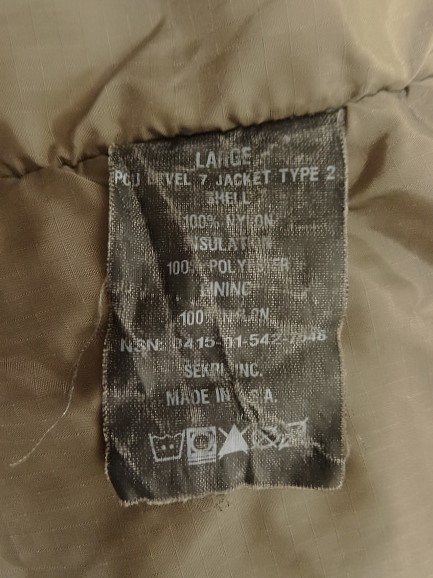 LARGE
PCU LEVEL 7 JACKET TYPE 2
SHELL
100% NYLON
INSULATION
100% POLYESTER
LINING
100% NYLON
NSN: 8415-01-542-7548
SEKRI INC.
MADE IN U.S.A.